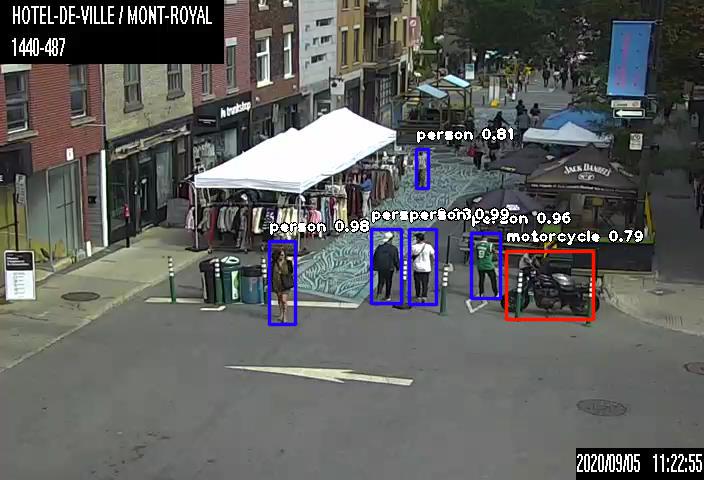 HOTEL-DE-VILLE / MONT-ROYAL
1440-487
person 0.81
person 0.99
person 0.98
person 0.96
motorcycle 0.79
JACK DANIEL'S
2020/09/05 11:22:55